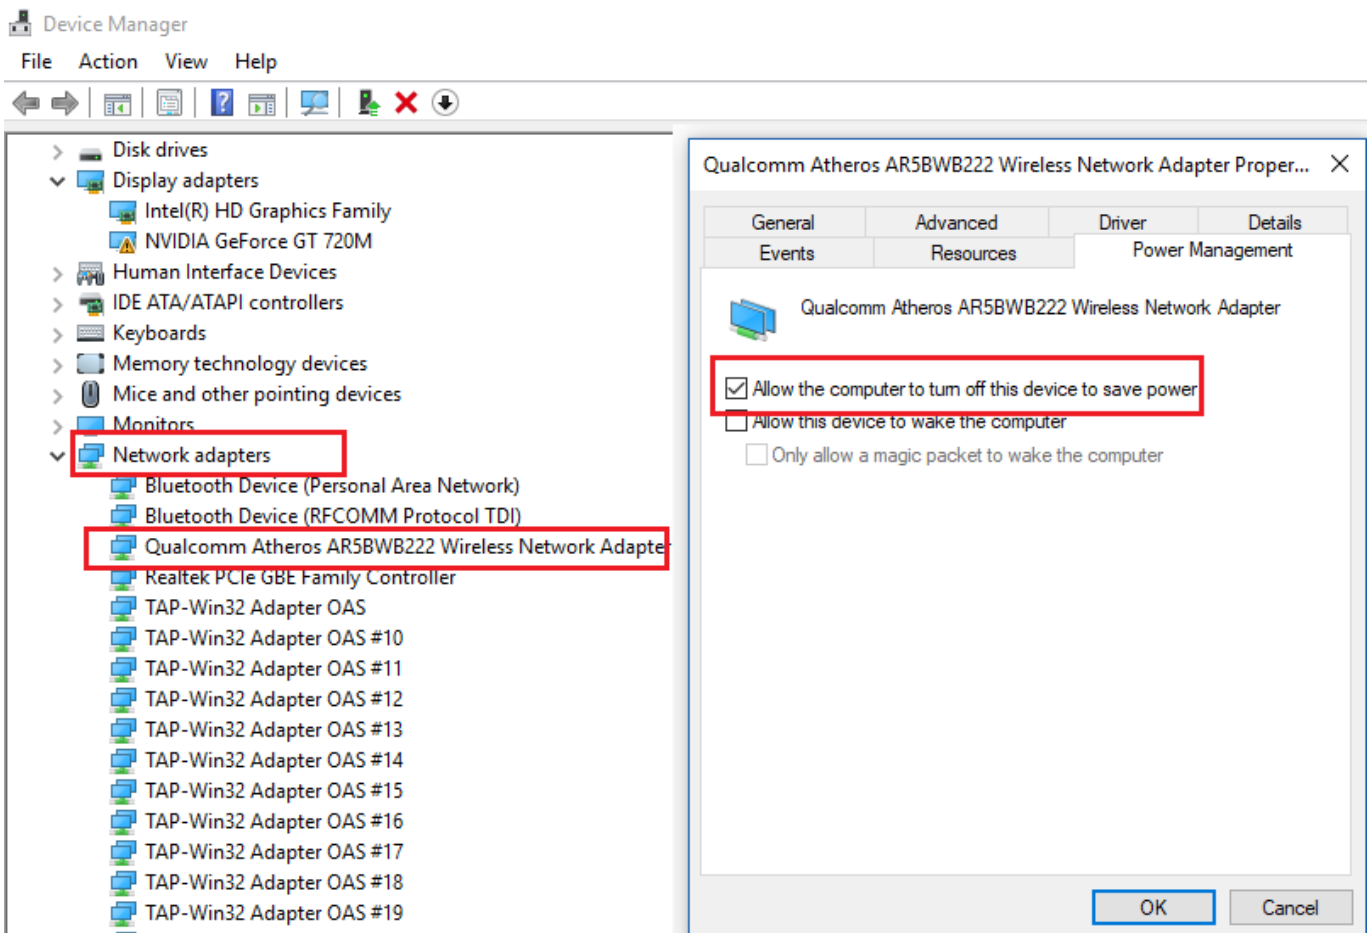 Device Manager
File Action View Help
Disk drives
Display adapters
Intel(R) HD Graphics Family
NVIDIA GeForce GT 720M
Human Interface Devices
IDE ATA/ATAPI controllers
Keyboards
Memory technology devices
Mice and other pointing devices
Monitors
Network adapters
Bluetooth Device (Personal Area Network)
Bluetooth Device (RFCOMM Protocol TDI)
Qualcomm Atheros AR5BWB222 Wireless Network Adapter
Realtek PCIe GBE Family Controller
TAP-Win32 Adapter OAS
TAP-Win32 Adapter OAS #10
TAP-Win32 Adapter OAS #11
TAP-Win32 Adapter OAS #12
TAP-Win32 Adapter OAS #13
TAP-Win32 Adapter OAS #14
TAP-Win32 Adapter OAS #15
TAP-Win32 Adapter OAS #16
TAP-Win32 Adapter OAS #17
TAP-Win32 Adapter OAS #18
TAP-Win32 Adapter OAS #19
Qualcomm Atheros AR5BWB222 Wireless Network Adapter Proper...
General Advanced Driver Details
Events Resources Power Management
Qualcomm Atheros AR5BWB222 Wireless Network Adapter
Allow the computer to turn off this device to save power
Allow this device to wake the computer
Only allow a magic packet to wake the computer
OK Cancel